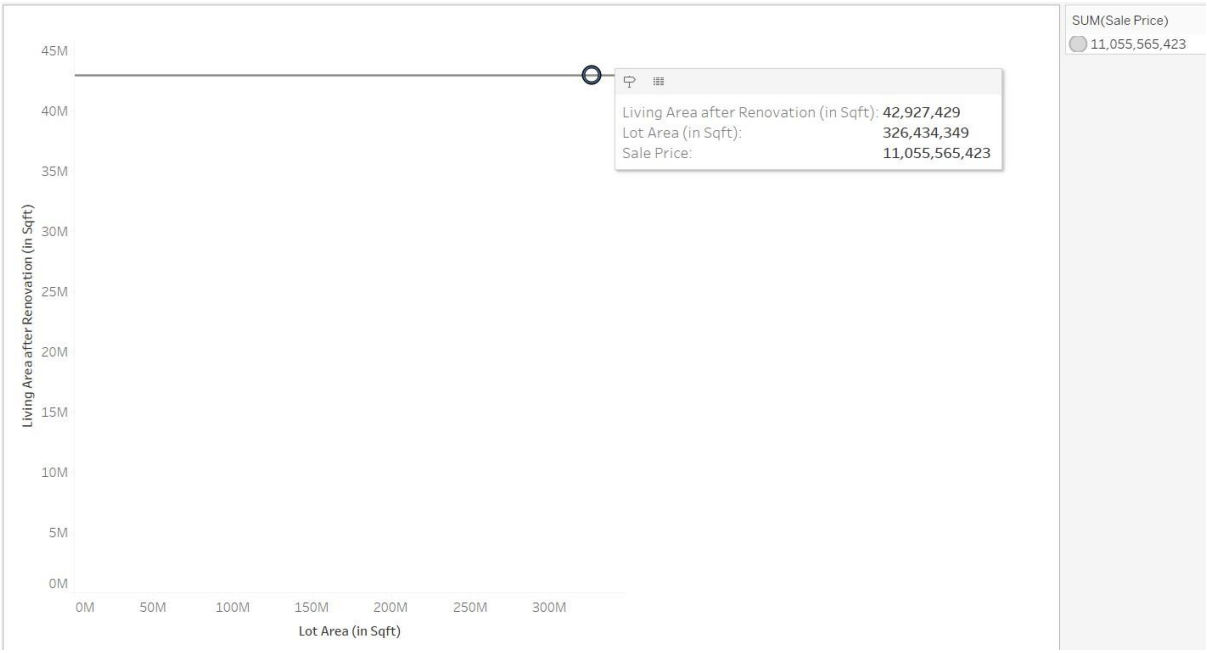 45M
40M
35M
30M
25M
20M
15M
10M
5M
0M
Living Area after Renovation (in Sqft)
0M 50M 100M 150M 200M 250M 300M
Lot Area (in Sqft)
Living Area after Renovation (in Sqft): 42,927,429
Lot Area (in Sqft): 326,434,349
Sale Price: 11,055,565,423
SUM(Sale Price)
11,055,565,423